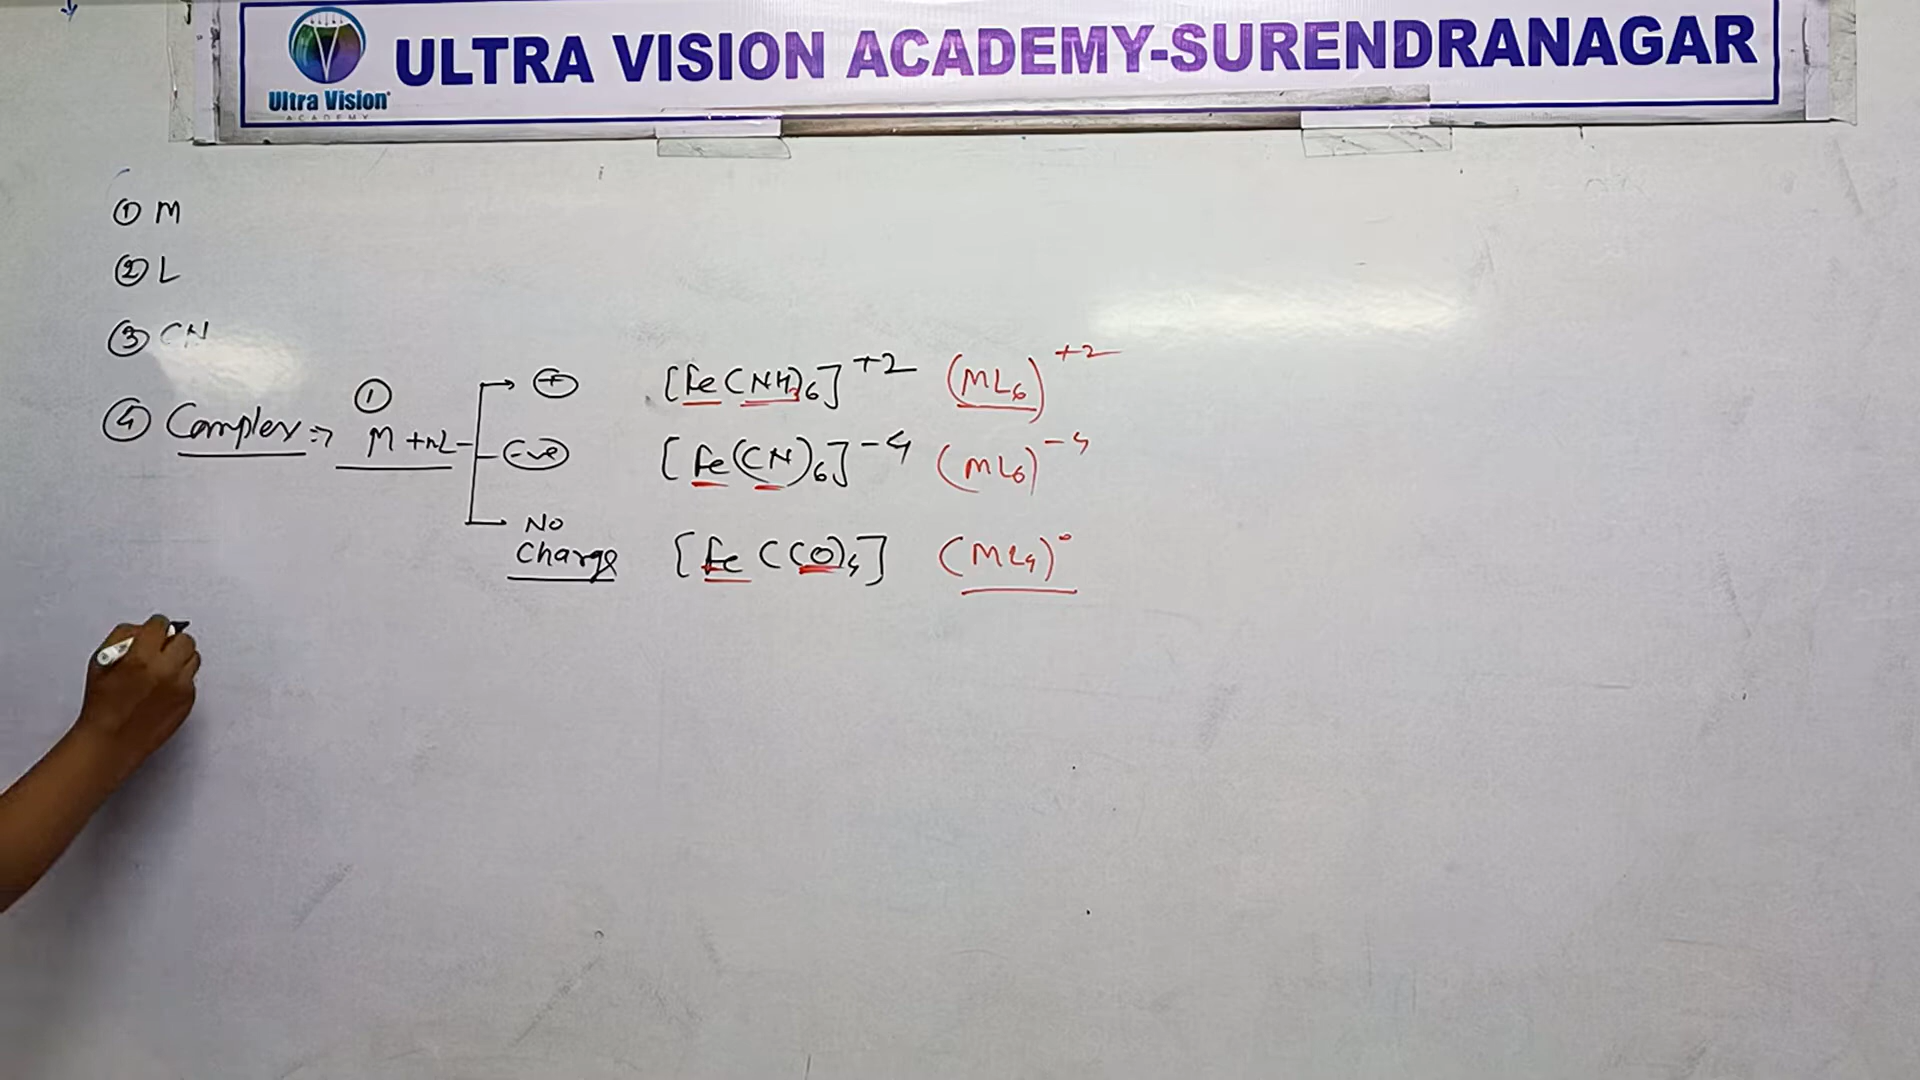 ULTRA VISION ACADEMY-SURENDRANAGAR
Ultra Vision
ACADEMY
① M
② L
③ CN
④ Complex ⇒ ① M + nL
⊕ [Fe(NH3)6]+2 (ML6)+2
-ve [Fe(CN)6]-4 (ML6)-4
No Charge [Fe(CO)4] (ML4)°